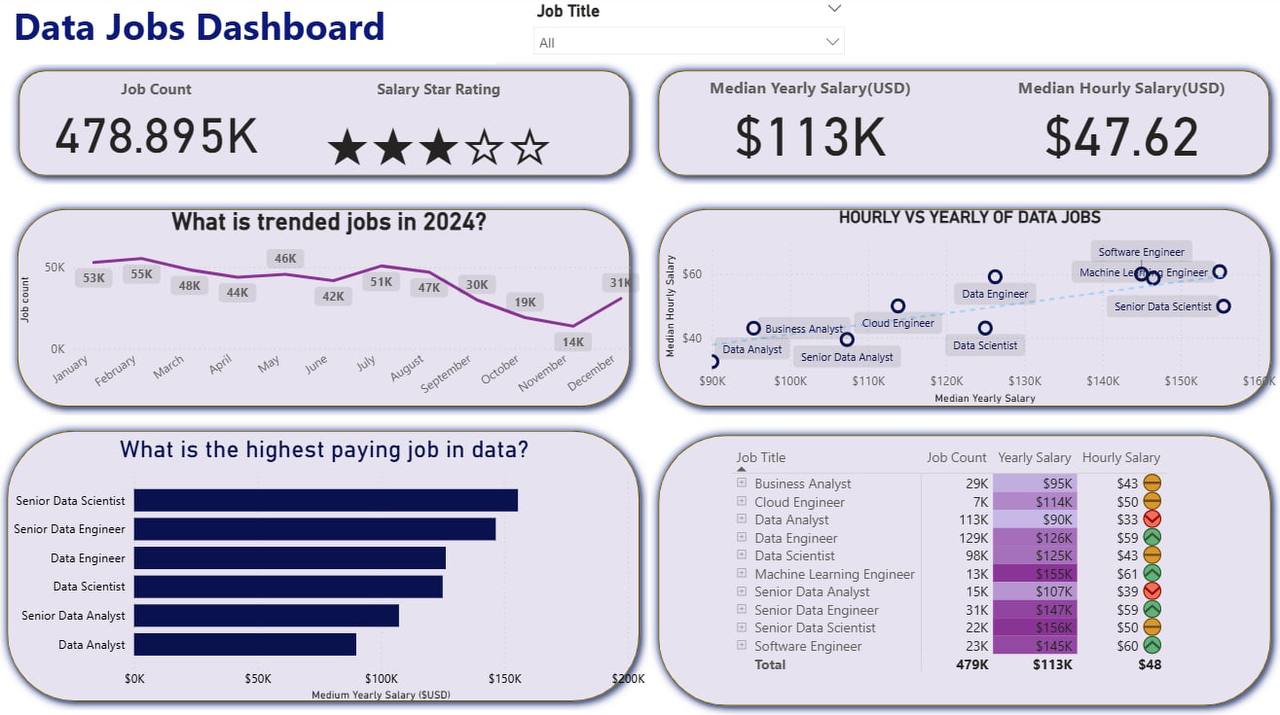 Data Jobs Dashboard
Job Title
All
Job Count
Salary Star Rating
478.895K
Median Yearly Salary(USD)
Median Hourly Salary(USD)
$113K
$47.62
What is trended jobs in 2024?
Job count
50K
0K
53K
55K
48K
44K
46K
42K
51K
47K
30K
19K
14K
31K
January
February
March
April
May
June
July
August
September
October
November
December
HOURLY VS YEARLY OF DATA JOBS
Median Hourly Salary
$60
$40
Software Engineer
Machine Learning Engineer
Data Engineer
Senior Data Scientist
Business Analyst
Cloud Engineer
Data Analyst
Senior Data Analyst
Data Scientist
$90K
$100K
$110K
$120K
$130K
$140K
$150K
$160K
Median Yearly Salary
What is the highest paying job in data?
Senior Data Scientist
Senior Data Engineer
Data Engineer
Data Scientist
Senior Data Analyst
Data Analyst
$0K
$50K
$100K
$150K
$200K
Medium Yearly Salary ($USD)
Job Title Job Count Yearly Salary Hourly Salary
Business Analyst 29K $95K $43
Cloud Engineer 7K $114K $50
Data Analyst 113K $90K $33
Data Engineer 129K $126K $59
Data Scientist 98K $125K $43
Machine Learning Engineer 13K $155K $61
Senior Data Analyst 15K $107K $39
Senior Data Engineer 31K $147K $59
Senior Data Scientist 22K $156K $50
Software Engineer 23K $145K $60
Total 479K $113K $48